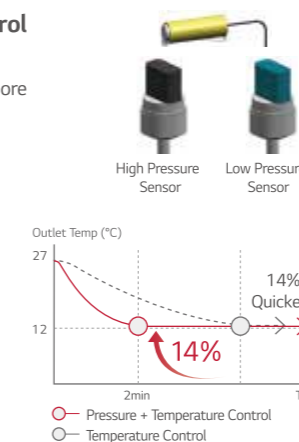 rol
ore
High Pressure
Sensor
Low Pressur
Sensor
Outlet Temp (°C)
27
14%
Quicke
12
14%
2min
T
Pressure + Temperature Control
Temperature Control